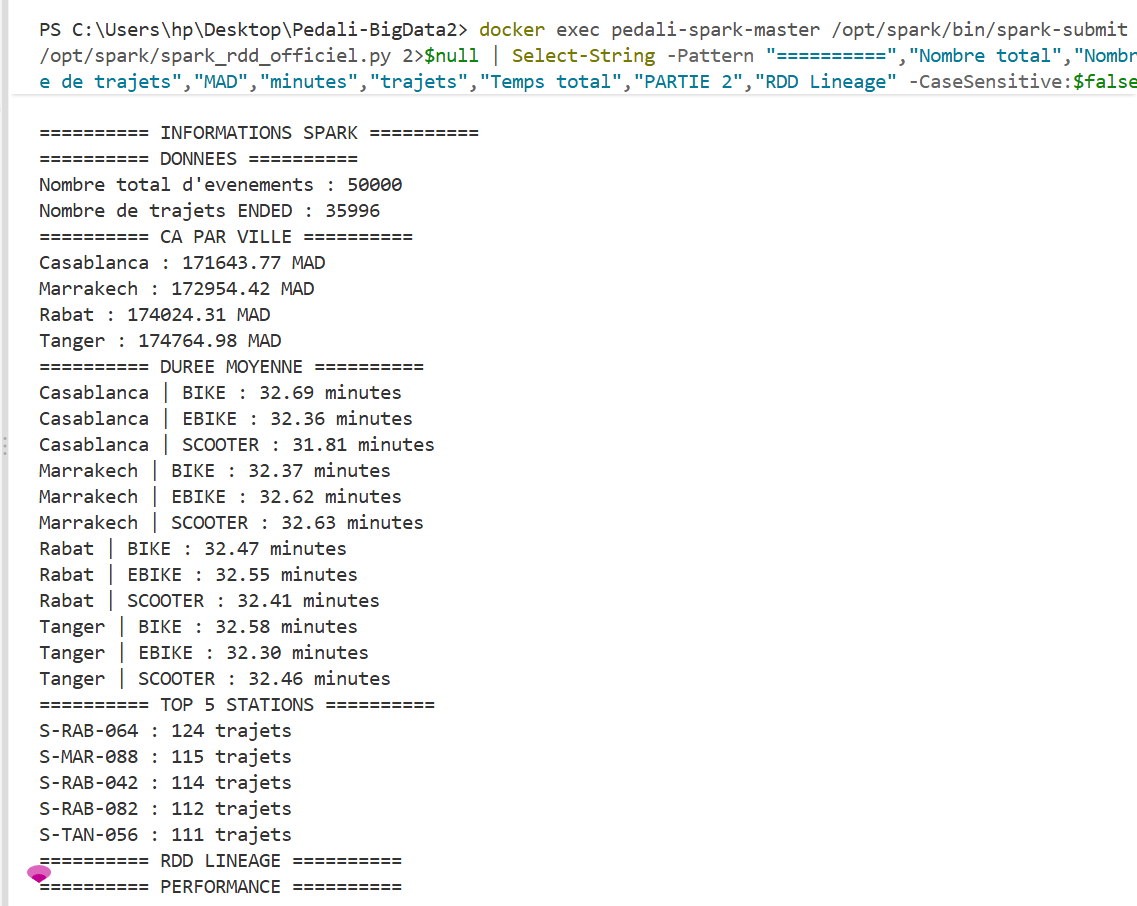 PS C:\Users\hp\Desktop\Pedali-BigData2> docker exec pedali-spark-master /opt/spark/bin/spark-submit
/opt/spark/spark_rdd_officiel.py 2>$null | Select-String -Pattern "==========","Nombre total","Nombr
e de trajets","MAD","minutes","trajets","Temps total","PARTIE 2","RDD Lineage" -CaseSensitive:$false
========== INFORMATIONS SPARK ==========
========== DONNEES ==========
Nombre total d'evenements : 50000
Nombre de trajets ENDED : 35996
========== CA PAR VILLE ==========
Casablanca : 171643.77 MAD
Marrakech : 172954.42 MAD
Rabat : 174024.31 MAD
Tanger : 174764.98 MAD
========== DUREE MOYENNE ==========
Casablanca | BIKE : 32.69 minutes
Casablanca | EBIKE : 32.36 minutes
Casablanca | SCOOTER : 31.81 minutes
Marrakech | BIKE : 32.37 minutes
Marrakech | EBIKE : 32.62 minutes
Marrakech | SCOOTER : 32.63 minutes
Rabat | BIKE : 32.47 minutes
Rabat | EBIKE : 32.55 minutes
Rabat | SCOOTER : 32.41 minutes
Tanger | BIKE : 32.58 minutes
Tanger | EBIKE : 32.30 minutes
Tanger | SCOOTER : 32.46 minutes
========== TOP 5 STATIONS ==========
S-RAB-064 : 124 trajets
S-MAR-088 : 115 trajets
S-RAB-042 : 114 trajets
S-RAB-082 : 112 trajets
S-TAN-056 : 111 trajets
========== RDD LINEAGE ==========
========== PERFORMANCE ==========